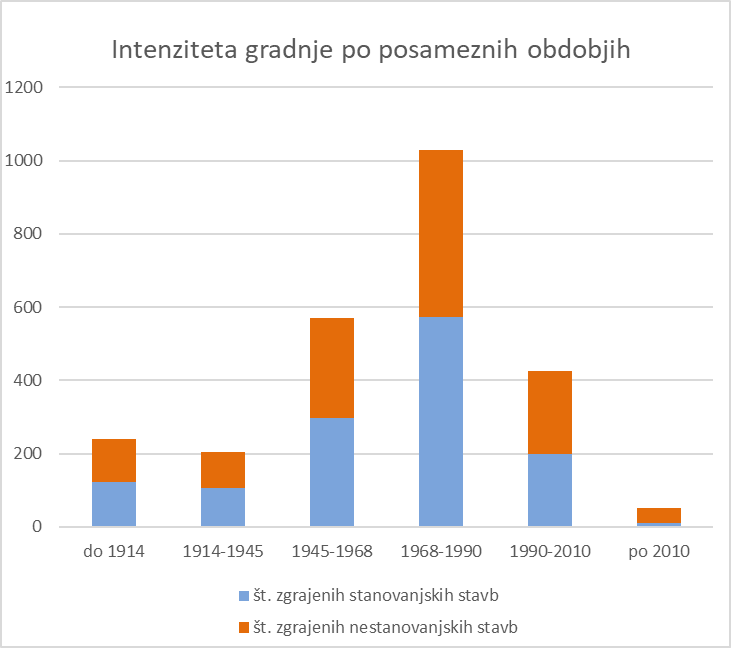 Intenziteta gradnje po posameznih obdobjih
1200
1000
800
600
400
200
0
do 1914 1914-1945 1945-1968 1968-1990 1990-2010 po 2010
št. zgrajenih stanovanjskih stavb
št. zgrajenih nestanovanjskih stavb